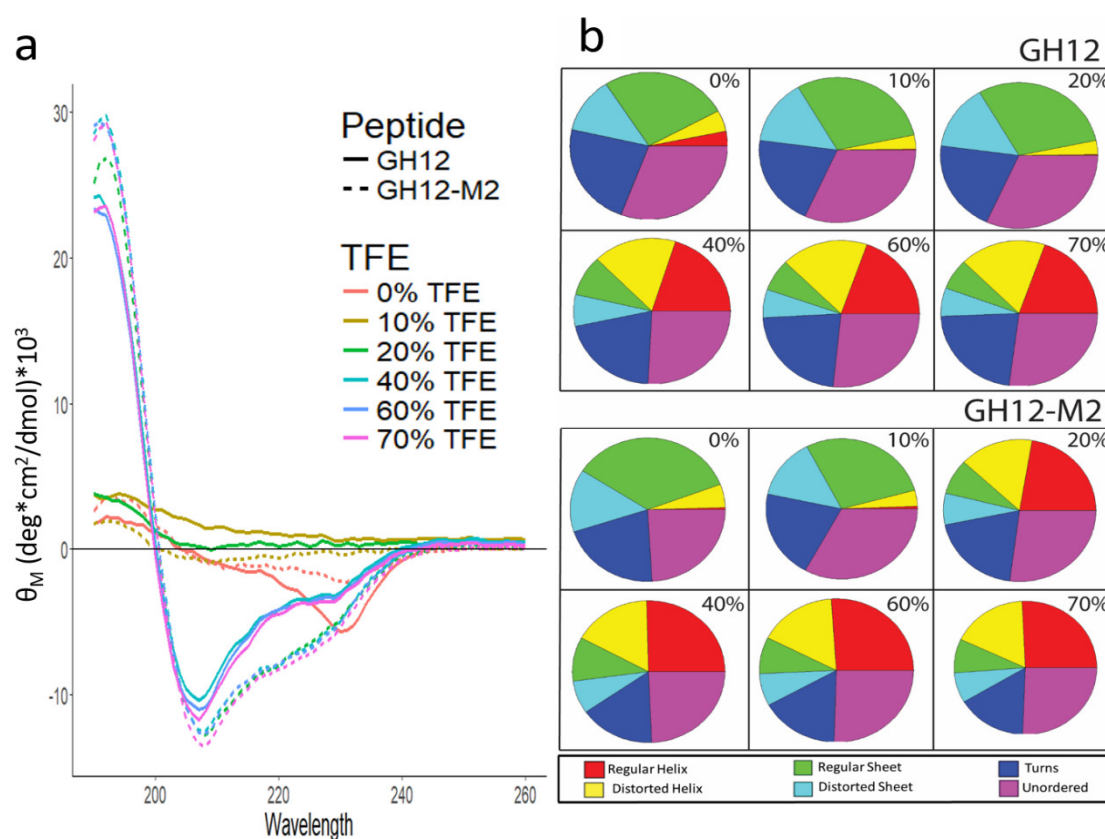 a
Peptide
GH12
GH12-M2
TFE
0% TFE
10% TFE
20% TFE
40% TFE
60% TFE
70% TFE
30
20
10
0
-10
θM (deg*cm²/dmol)*10³
200
220
240
260
Wavelength
b
GH12
0%
10%
20%
40%
60%
70%
GH12-M2
0%
10%
20%
40%
60%
70%
Regular Helix
Regular Sheet
Turns
Distorted Helix
Distorted Sheet
Unordered